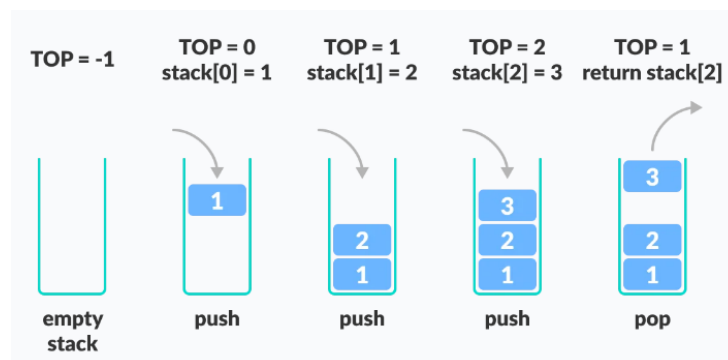 TOP = -1
TOP = 0
stack[0] = 1
TOP = 1
stack[1] = 2
TOP = 2
stack[2] = 3
TOP = 1
return stack[2]
1
2
1
3
2
1
3
2
1
empty
stack
push
push
push
pop